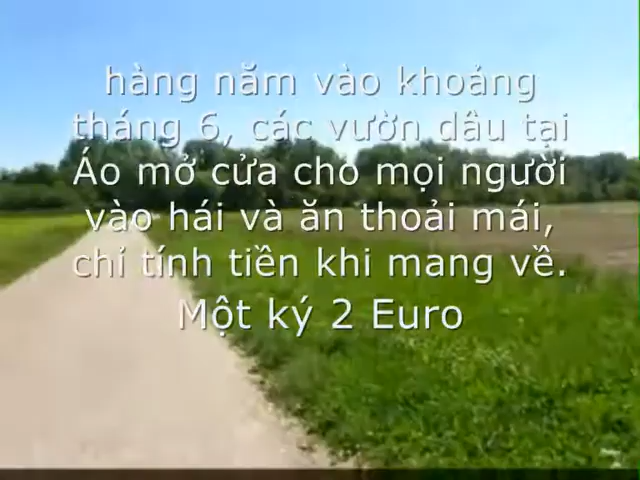 hàng năm vào khoảng
tháng 6, các vườn dâu tại
Áo mở cửa cho mọi người
vào hái và ăn thoải mái,
chỉ tính tiền khi mang về.
Một ký 2 Euro